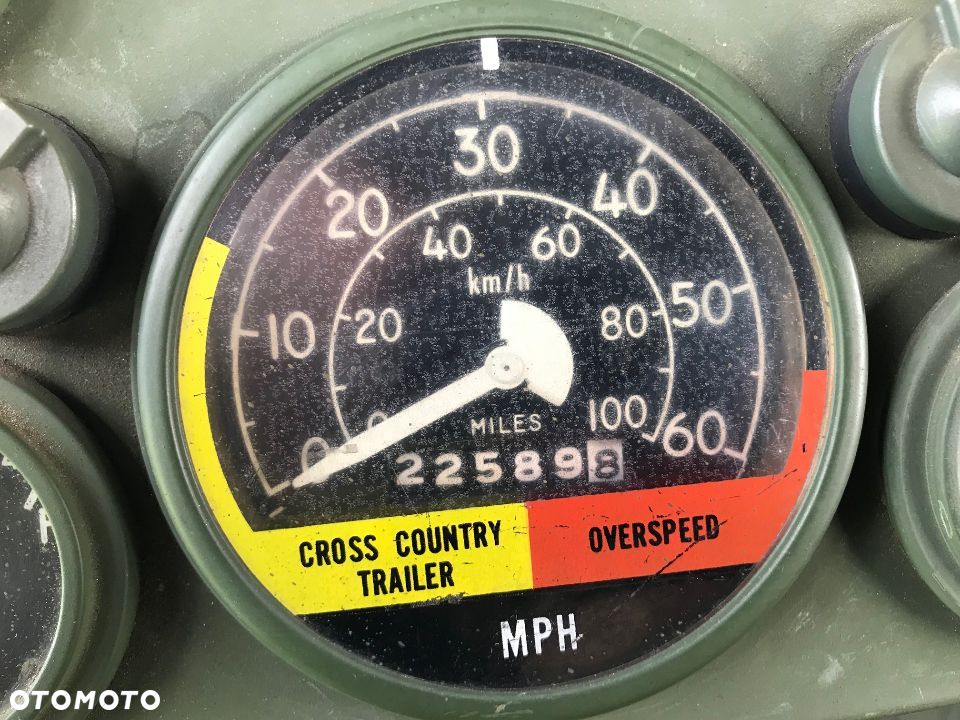 30
20 40
40 60
km/h
10 20 80 50
0 0 MILES 100 60
225898
CROSS COUNTRY
TRAILER
OVERSPEED
MPH
OTOMOTO